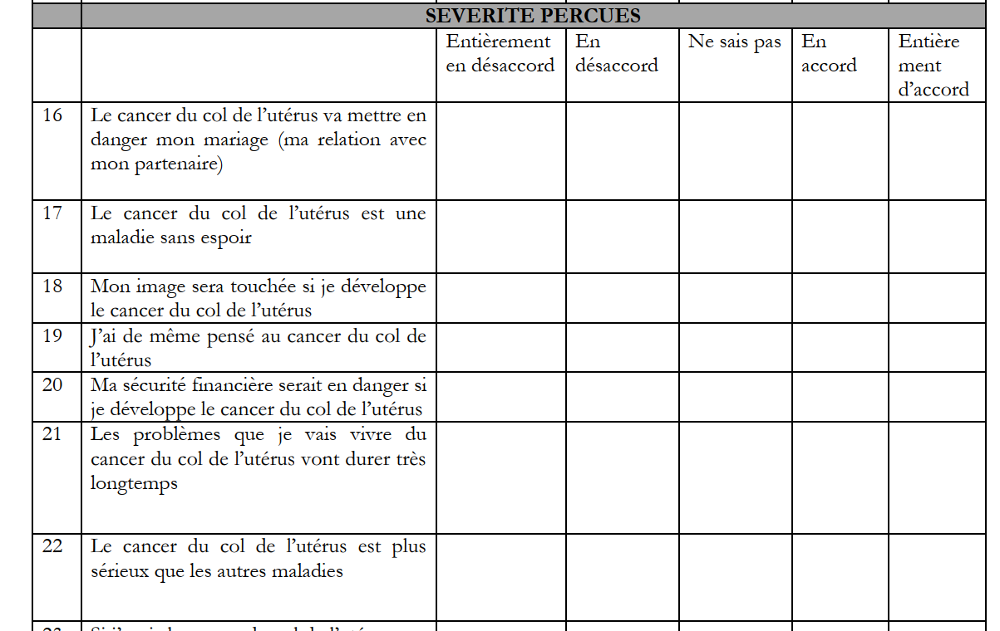 SEVERITE PERCUES
Entièrement en désaccord
En désaccord
Ne sais pas
En accord
Entière ment d’accord
16
Le cancer du col de l’utérus va mettre en
danger mon mariage (ma relation avec
mon partenaire)
17
Le cancer du col de l’utérus est une
maladie sans espoir
18
Mon image sera touchée si je développe
le cancer du col de l’utérus
19
J’ai de même pensé au cancer du col de
l’utérus
20
Ma sécurité financière serait en danger si
je développe le cancer du col de l’utérus
21
Les problèmes que je vais vivre du
cancer du col de l’utérus vont durer très
longtemps
22
Le cancer du col de l’utérus est plus
sérieux que les autres maladies